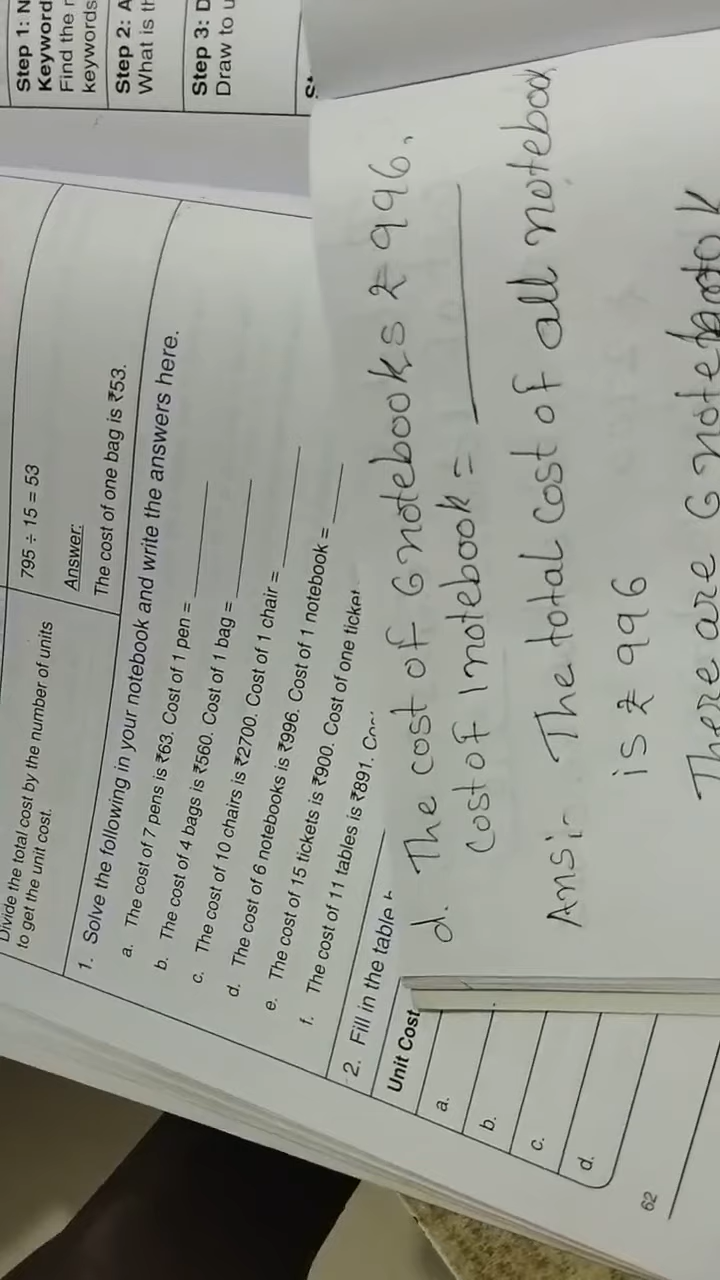 Step 1: N
Keyword
Find the
keywords
Step 2: A
What is th
Step 3: D
Draw to u
Divide the total cost by the number of units
to get the unit cost.
795 ÷ 15 = 53
Answer:
The cost of one bag is ₹53.
1. Solve the following in your notebook and write the answers here.
a. The cost of 7 pens is ₹63. Cost of 1 pen =
b. The cost of 4 bags is ₹560. Cost of 1 bag =
c. The cost of 10 chairs is ₹2700. Cost of 1 chair =
d. The cost of 6 notebooks is ₹996. Cost of 1 notebook =
e. The cost of 15 tickets is ₹900. Cost of one ticket
f. The cost of 11 tables is ₹891.
2. Fill in the table
Unit Cost
a.
b.
c.
d.
62
d. The cost of 6 notebooks ₹ 996.
cost of 1 notebook = ____
Ans:- The total cost of all notebook
is ₹ 996
There are 6 notebook